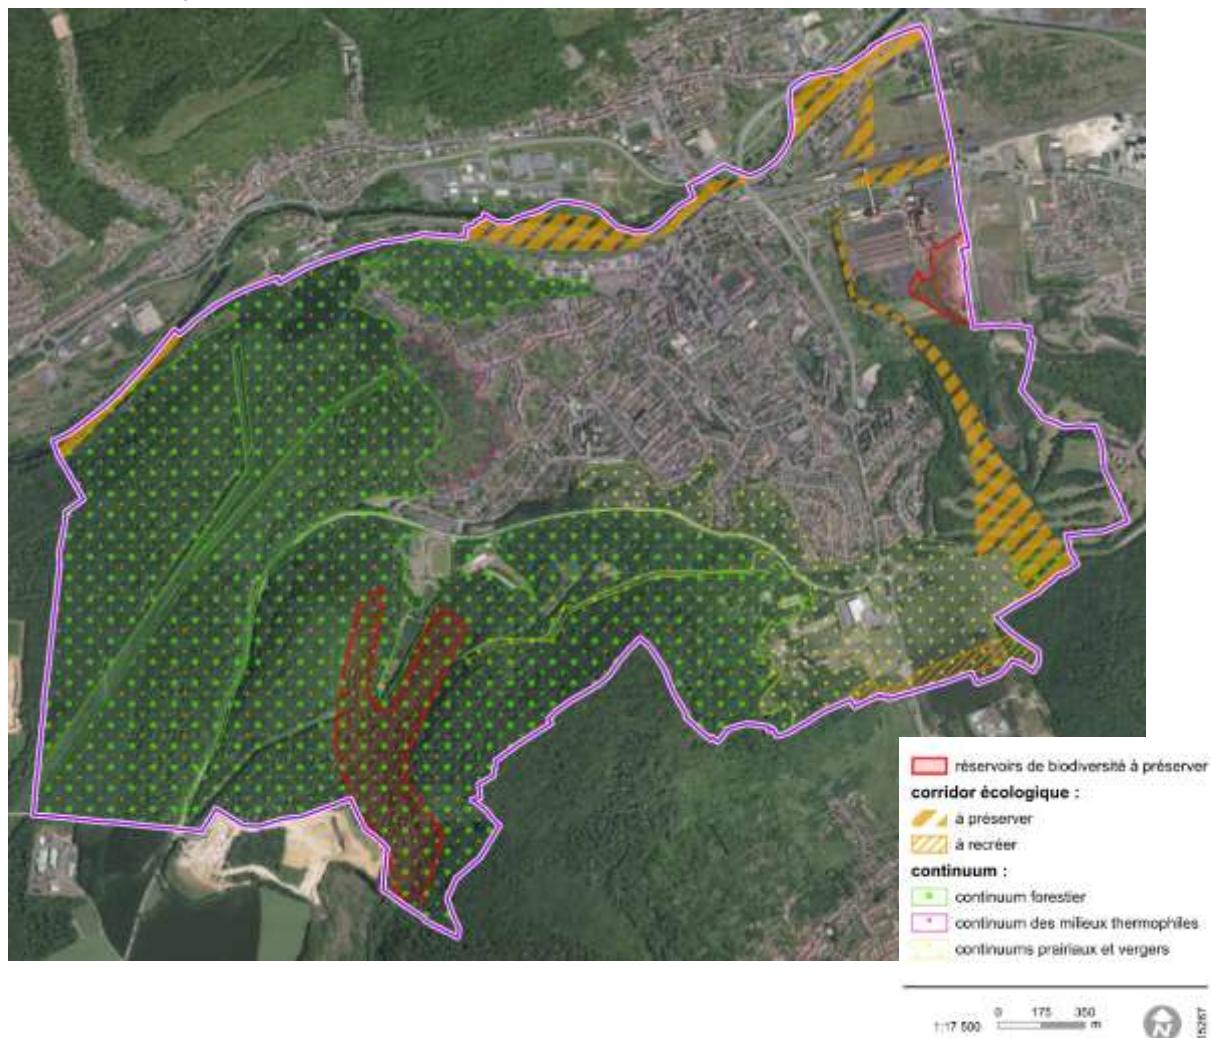 réservoirs de biodiversité à préserver
corridor écologique :
à préserver
à recréer
continuum :
continuum forestier
continuum des milieux thermophiles
continuums prairiaux et vergers
0 175 350
1:17 500 m
N
15267